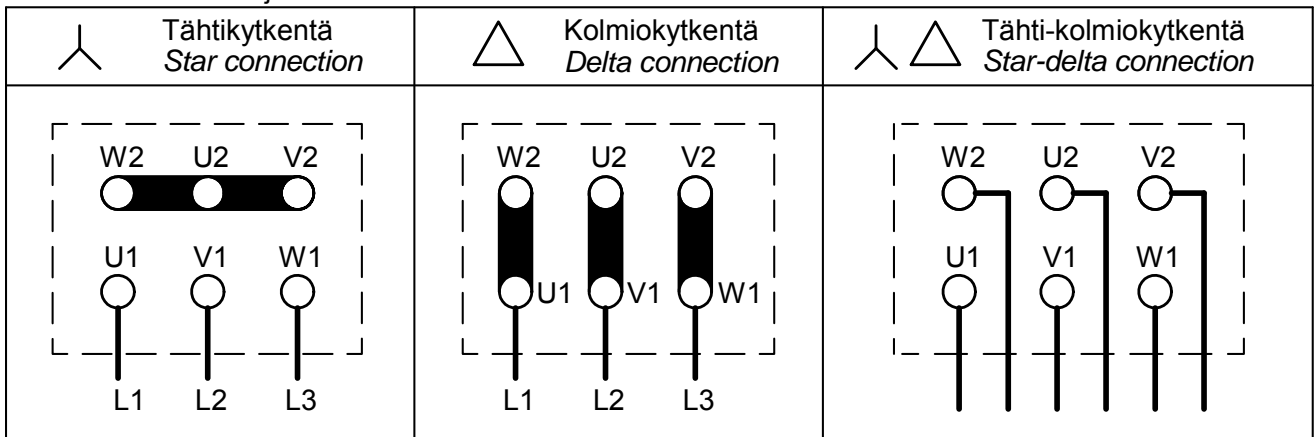 Tähtikytkentä
Star connection
Kolmiokytkentä
Delta connection
Tähti-kolmiokytkentä
Star-delta connection
W2 U2 V2
U1 V1 W1
L1 L2 L3
W2 U2 V2
U1 V1 W1
L1 L2 L3
W2 U2 V2
U1 V1 W1